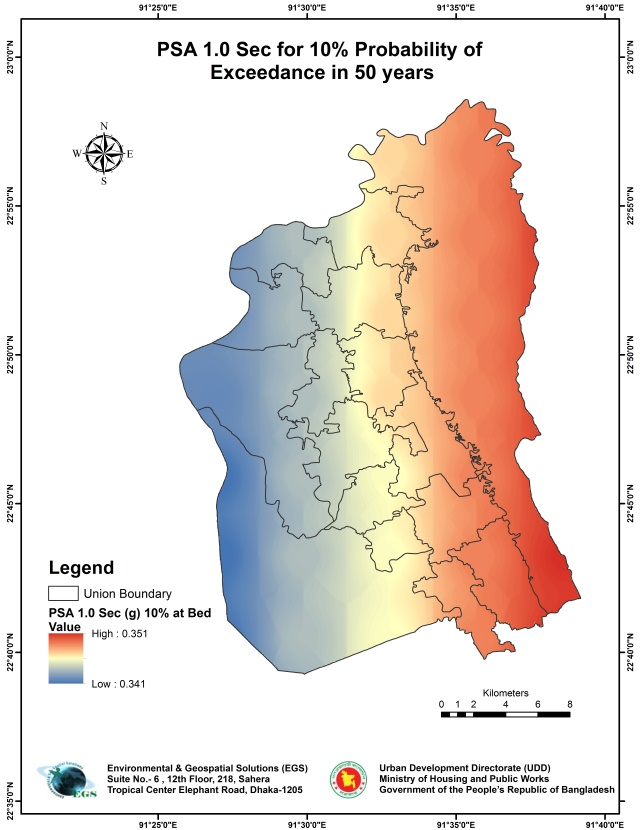 91°25'0"E 91°30'0"E 91°35'0"E 91°40'0"E
PSA 1.0 Sec for 10% Probability of
Exceedance in 50 years
N
W E
S
23°0'0"N 23°0'0"N
22°55'0"N 22°55'0"N
22°50'0"N 22°50'0"N
22°45'0"N 22°45'0"N
22°40'0"N 22°40'0"N
22°35'0"N 22°35'0"N
Legend
Union Boundary
PSA 1.0 Sec (g) 10% at Bed
Value
High : 0.351
Low : 0.341
Kilometers
0 1 2 4 6 8
EGS
Environmental & Geospatial Solutions (EGS)
Suite No.- 6 , 12th Floor, 218, Sahera
Tropical Center Elephant Road, Dhaka-1205
Urban Development Directorate (UDD)
Ministry of Housing and Public Works
Government of the People's Republic of Bangladesh
91°25'0"E 91°30'0"E 91°35'0"E 91°40'0"E